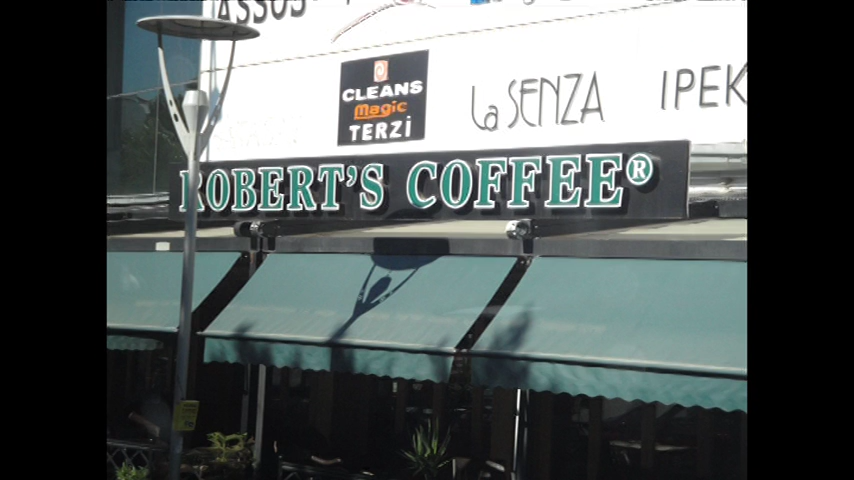 ASSOS
CLEANS
Magic
TERZİ
La SENZA
IPEK
ROBERT'S COFFEE®